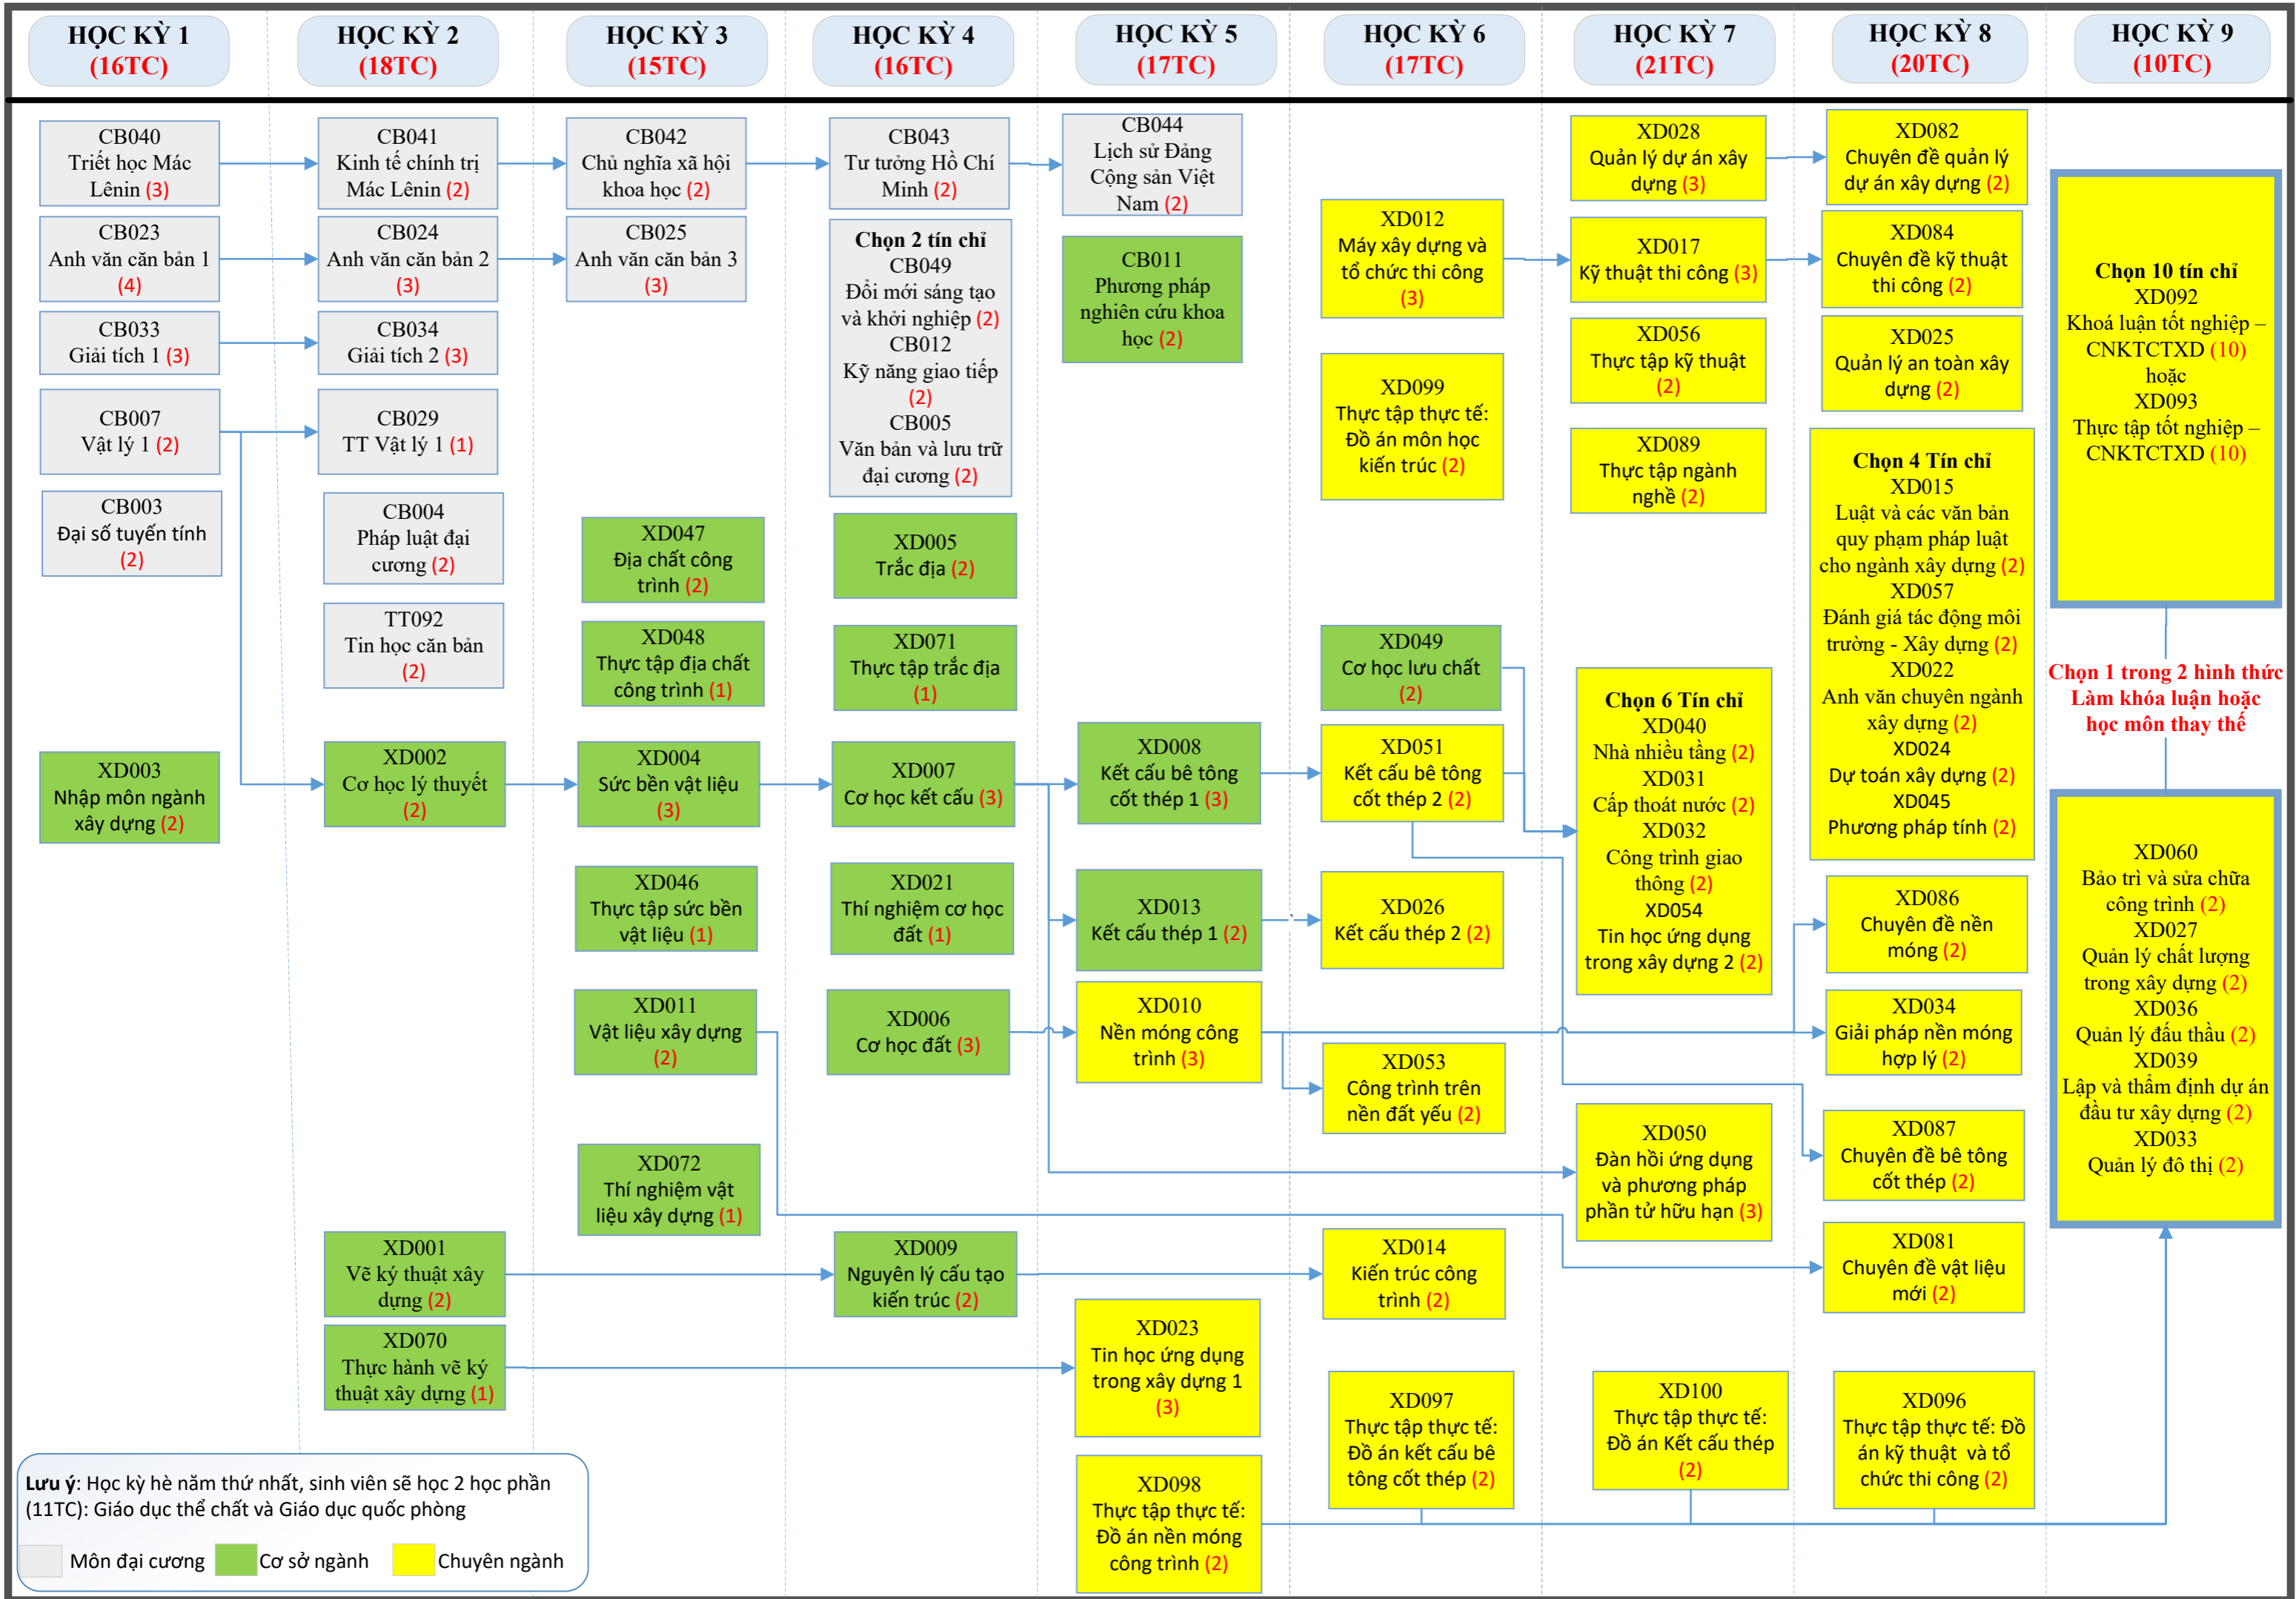 HỌC KỲ 1
(16TC)
HỌC KỲ 2
(18TC)
HỌC KỲ 3
(15TC)
HỌC KỲ 4
(16TC)
HỌC KỲ 5
(17TC)
HỌC KỲ 6
(17TC)
HỌC KỲ 7
(21TC)
HỌC KỲ 8
(20TC)
HỌC KỲ 9
(10TC)
CB040
Triết học Mác
Lênin (3)
CB023
Anh văn căn bản 1
(4)
CB033
Giải tích 1 (3)
CB007
Vật lý 1 (2)
CB003
Đại số tuyến tính
(2)
XD003
Nhập môn ngành
xây dựng (2)
CB041
Kinh tế chính trị
Mác Lênin (2)
CB024
Anh văn căn bản 2
(3)
CB034
Giải tích 2 (3)
CB029
TT Vật lý 1 (1)
CB004
Pháp luật đại
cương (2)
TT092
Tin học căn bản
(2)
XD002
Cơ học lý thuyết
(2)
XD001
Vẽ ký thuật xây
dựng (2)
XD070
Thực hành vẽ ký
thuật xây dựng (1)
CB042
Chủ nghĩa xã hội
khoa học (2)
CB025
Anh văn căn bản 3
(3)
XD047
Địa chất công
trình (2)
XD048
Thực tập địa chất
công trình (1)
XD004
Sức bền vật liệu
(3)
XD046
Thực tập sức bền
vật liệu (1)
XD011
Vật liệu xây dựng
(2)
XD072
Thí nghiệm vật
liệu xây dựng (1)
CB043
Tư tưởng Hồ Chí
Minh (2)
Chọn 2 tín chỉ
CB049
Đổi mới sáng tạo
và khởi nghiệp (2)
CB012
Kỹ năng giao tiếp
(2)
CB005
Văn bản và lưu trữ
đại cương (2)
XD005
Trắc địa (2)
XD071
Thực tập trắc địa
(1)
XD007
Cơ học kết cấu (3)
XD021
Thí nghiệm cơ học
đất (1)
XD006
Cơ học đất (3)
XD009
Nguyên lý cấu tạo
kiến trúc (2)
CB044
Lịch sử Đảng
Cộng sản Việt
Nam (2)
CB011
Phương pháp
nghiên cứu khoa
học (2)
XD008
Kết cấu bê tông
cốt thép 1 (3)
XD013
Kết cấu thép 1 (2)
XD010
Nền móng công
trình (3)
XD023
Tin học ứng dụng
trong xây dựng 1
(3)
XD098
Thực tập thực tế:
Đồ án nền móng
công trình (2)
XD012
Máy xây dựng và
tổ chức thi công
(3)
XD099
Thực tập thực tế:
Đồ án môn học
kiến trúc (2)
XD049
Cơ học lưu chất
(2)
XD051
Kết cấu bê tông
cốt thép 2 (2)
XD026
Kết cấu thép 2 (2)
XD053
Công trình trên
nền đất yếu (2)
XD014
Kiến trúc công
trình (2)
XD097
Thực tập thực tế:
Đồ án kết cấu bê
tông cốt thép (2)
XD028
Quản lý dự án xây
dựng (3)
XD017
Kỹ thuật thi công (3)
XD056
Thực tập kỹ thuật
(2)
XD089
Thực tập ngành
nghề (2)
Chọn 6 Tín chỉ
XD040
Nhà nhiều tầng (2)
XD031
Cấp thoát nước (2)
XD032
Công trình giao
thông (2)
XD054
Tin học ứng dụng
trong xây dựng 2 (2)
XD050
Đàn hồi ứng dụng
và phương pháp
phần tử hữu hạn (3)
XD100
Thực tập thực tế:
Đồ án Kết cấu thép
(2)
XD082
Chuyên đề quản lý
dự án xây dựng (2)
XD084
Chuyên đề kỹ thuật
thi công (2)
XD025
Quản lý an toàn xây
dựng (2)
Chọn 4 Tín chỉ
XD015
Luật và các văn bản
quy phạm pháp luật
cho ngành xây dựng (2)
XD057
Đánh giá tác động môi
trường - Xây dựng (2)
XD022
Anh văn chuyên ngành
xây dựng (2)
XD024
Dự toán xây dựng (2)
XD045
Phương pháp tính (2)
XD086
Chuyên đề nền
móng (2)
XD034
Giải pháp nền móng
hợp lý (2)
XD087
Chuyên đề bê tông
cốt thép (2)
XD081
Chuyên đề vật liệu
mới (2)
XD096
Thực tập thực tế: Đồ
án kỹ thuật và tổ
chức thi công (2)
Chọn 10 tín chỉ
XD092
Khoá luận tốt nghiệp –
CNKTCTXD (10)
hoặc
XD093
Thực tập tốt nghiệp –
CNKTCTXD (10)
Chọn 1 trong 2 hình thức
Làm khóa luận hoặc
học môn thay thế
XD060
Bảo trì và sửa chữa
công trình (2)
XD027
Quản lý chất lượng
trong xây dựng (2)
XD036
Quản lý đấu thầu (2)
XD039
Lập và thẩm định dự án
đầu tư xây dựng (2)
XD033
Quản lý đô thị (2)
Lưu ý: Học kỳ hè năm thứ nhất, sinh viên sẽ học 2 học phần
(11TC): Giáo dục thể chất và Giáo dục quốc phòng
Môn đại cương
Cơ sở ngành
Chuyên ngành